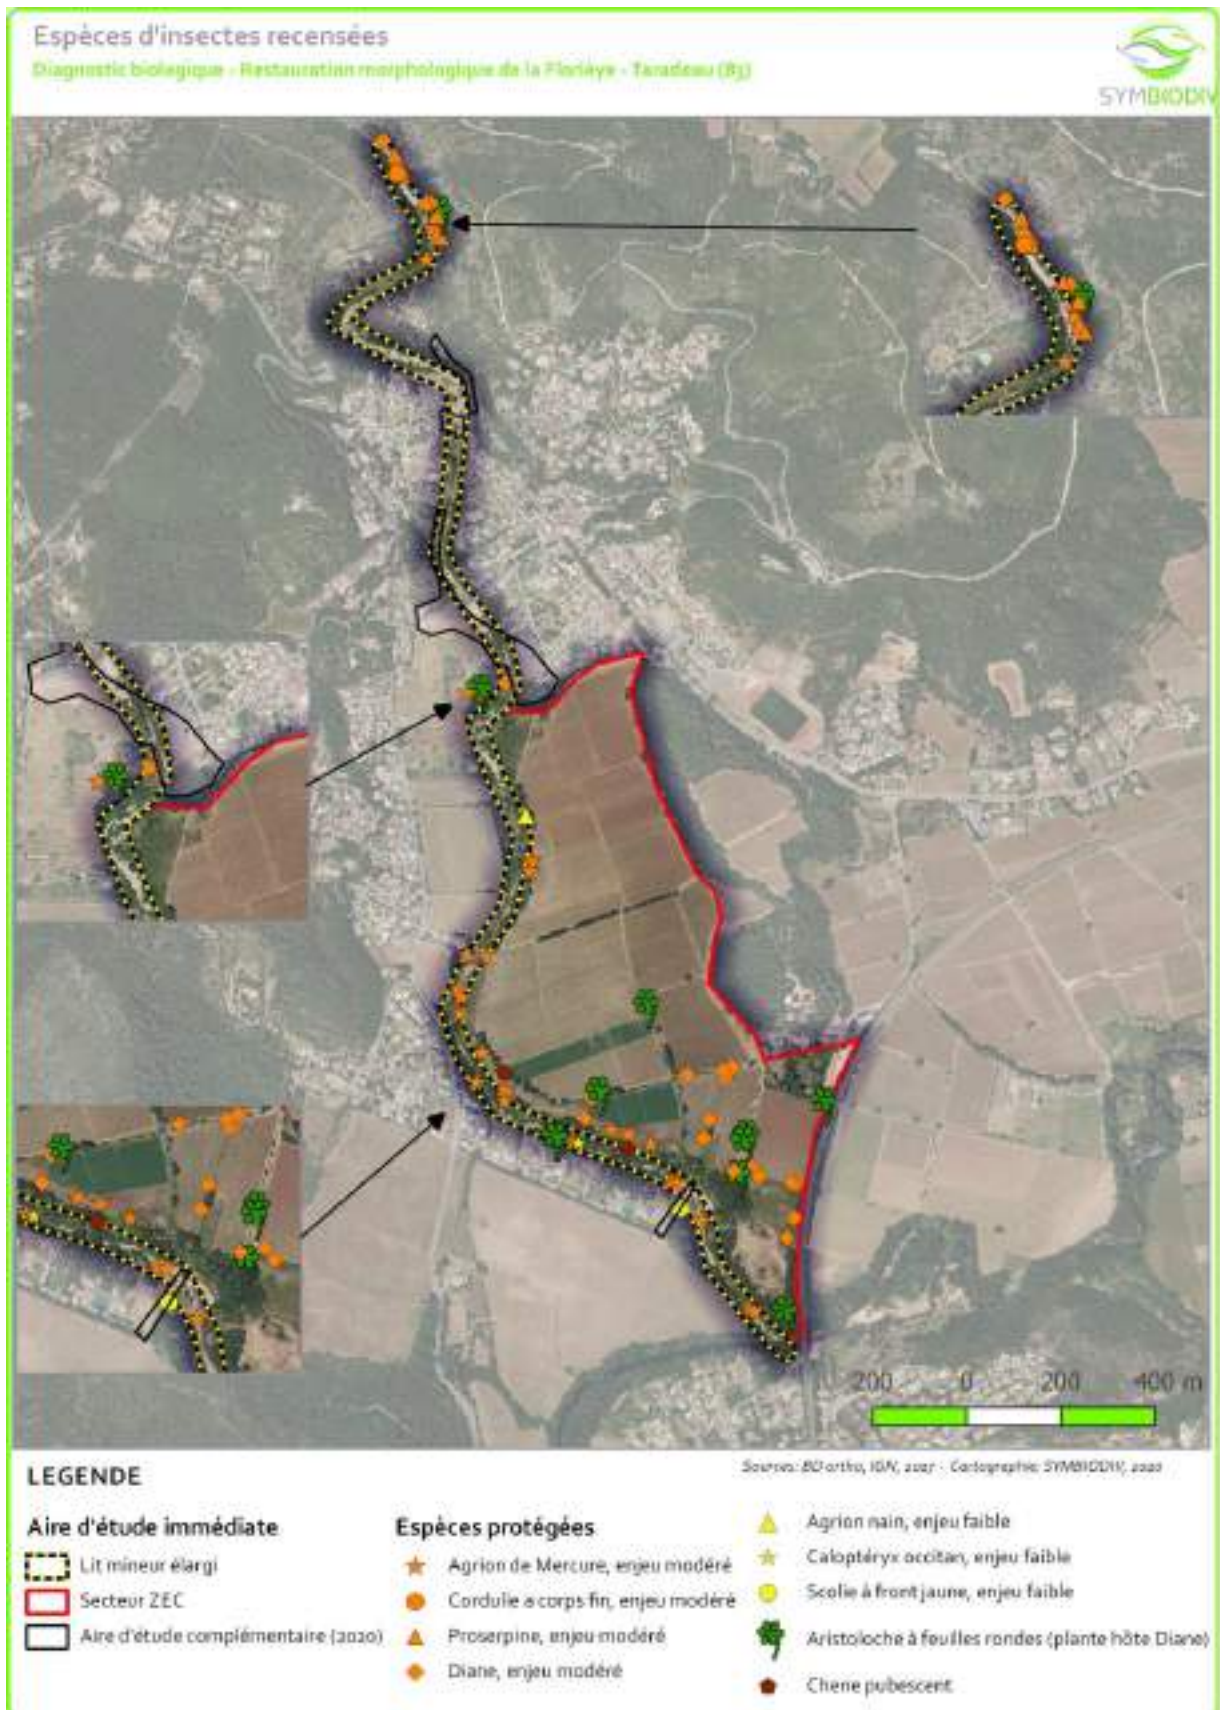 Espèces d'insectes recensées
Diagnostic biologique - Restauration morphologique de la Florièye - Taradeau (83)
SYMBIODIV
200 0 200 400 m
LEGENDE
Sources: BD ortho, IGN, 2017 - Cartographie: SYMBIODIV, 2020
Aire d'étude immédiate
Lit mineur élargi
Secteur ZEC
Aire d'étude complémentaire (2020)
Espèces protégées
Agrion de Mercure, enjeu modéré
Cordulie a corps fin, enjeu modéré
Proserpine, enjeu modéré
Diane, enjeu modéré
Agrion nain, enjeu faible
Caloptéryx occitan, enjeu faible
Scolie à front jaune, enjeu faible
Aristoloche à feuilles rondes (plante hôte Diane)
Chene pubescent